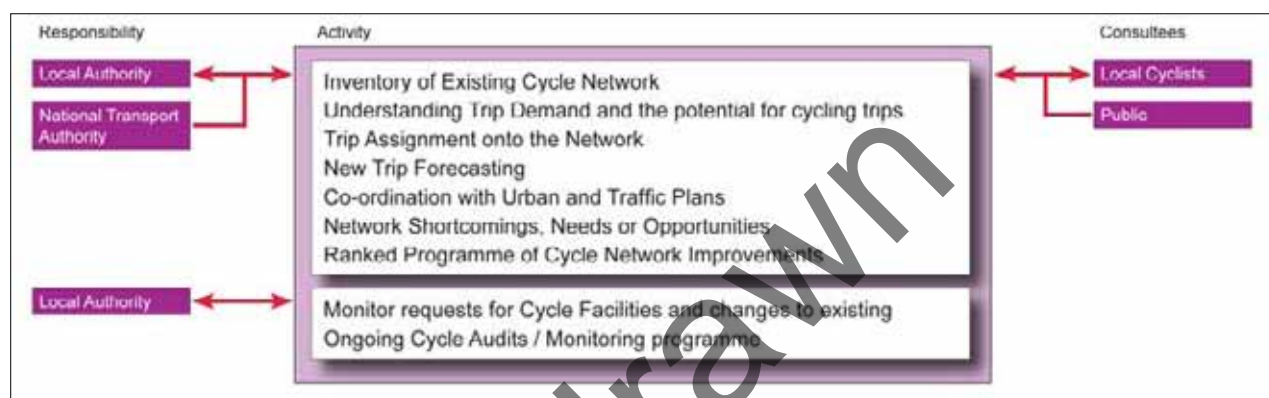 Responsibility
Activity
Consultees
Local Authority
National Transport
Authority
Inventory of Existing Cycle Network
Understanding Trip Demand and the potential for cycling trips
Trip Assignment onto the Network
New Trip Forecasting
Co-ordination with Urban and Traffic Plans
Network Shortcomings, Needs or Opportunities
Ranked Programme of Cycle Network Improvements
Local Cyclists
Public
Local Authority
Monitor requests for Cycle Facilities and changes to existing
Ongoing Cycle Audits / Monitoring programme